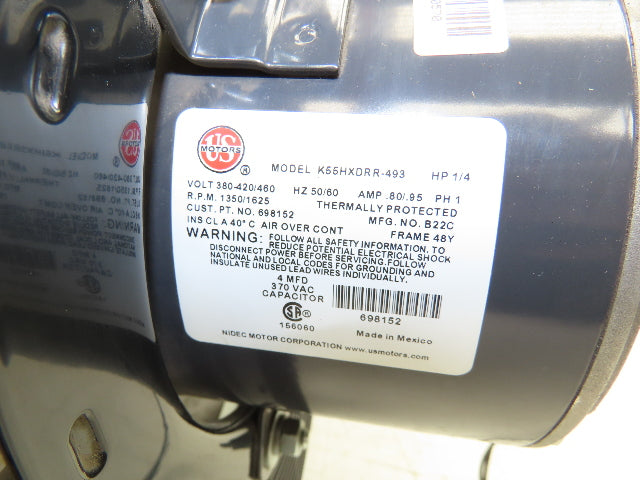 US
MOTORS
®
MODEL K55HXDRR-493 HP 1/4
VOLT 380-420/460 HZ 50/60 AMP .80/.95 PH 1
R.P.M. 1350/1625 THERMALLY PROTECTED
CUST. PT. NO. 698152 MFG. NO. B22C
INS CL A 40° C AIR OVER CONT FRAME 48Y
WARNING: FOLLOW ALL SAFETY INFORMATION. TO
REDUCE POTENTIAL ELECTRICAL SHOCK
DISCONNECT POWER BEFORE SERVICING. FOLLOW
NATIONAL AND LOCAL CODES FOR GROUNDING AND
INSULATE UNUSED LEAD WIRES INDIVIDUALLY.
4 MFD
370 VAC
CAPACITOR
698152
SA ®
156060
Made in Mexico
NIDEC MOTOR CORPORATION www.usmotors.com